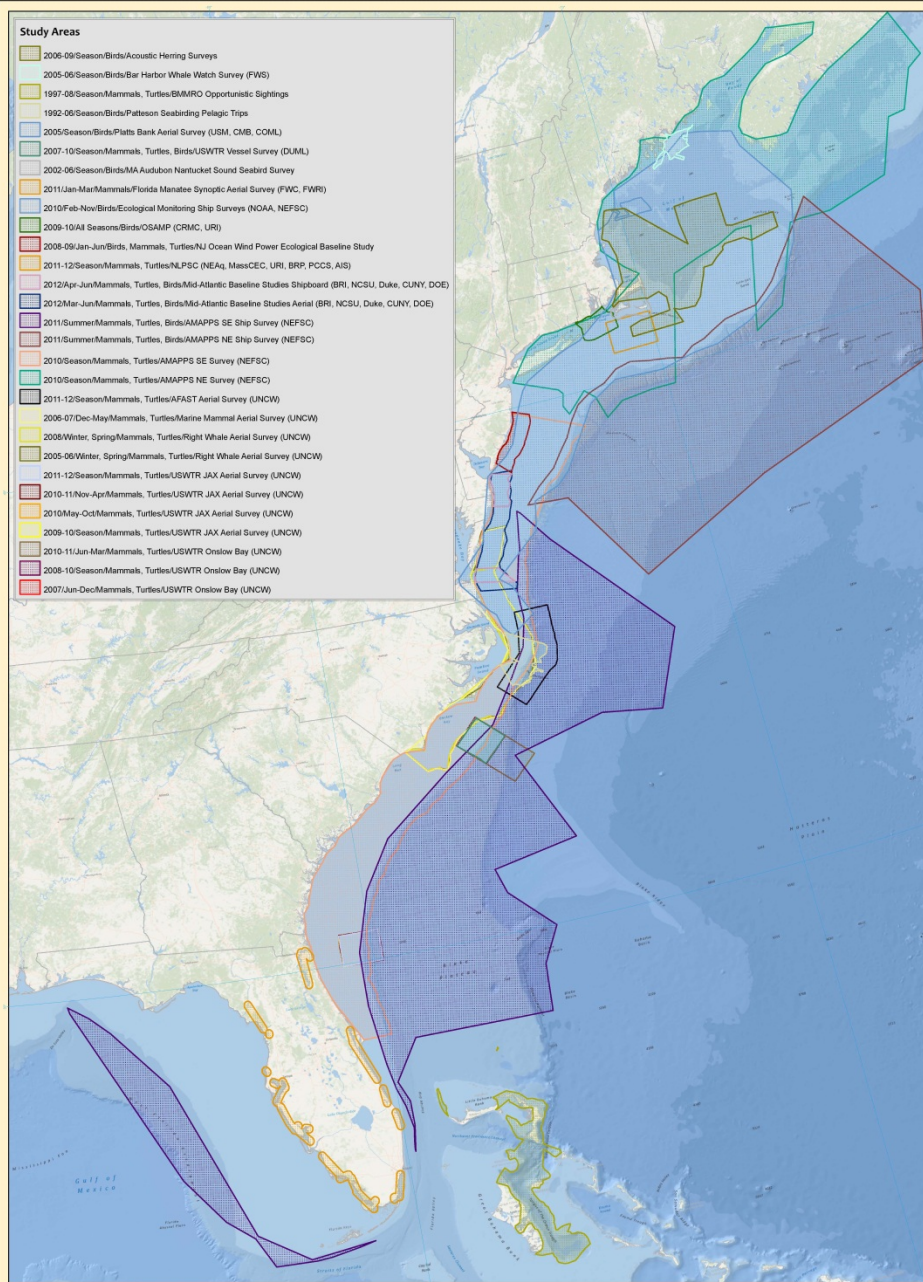 Study Areas
2006-09/Season/Birds/Acoustic Herring Surveys
2005-06/Season/Birds/Bar Harbor Whale Watch Survey (FWS)
1997-08/Season/Mammals, Turtles/BMMRO Opportunistic Sightings
1992-06/Season/Birds/Patteson Seabirding Pelagic Trips
2005/Season/Birds/Platts Bank Aerial Survey (USM, CMB, COML)
2007-10/Season/Mammals, Turtles, Birds/USWTR Vessel Survey (DUML)
2002-06/Season/Birds/MA Audubon Nantucket Sound Seabird Survey
2011/Jan-Mar/Mammals/Florida Manatee Synoptic Aerial Survey (FWC, FWRI)
2010/Feb-Nov/Birds/Ecological Monitoring Ship Surveys (NOAA, NEFSC)
2009-10/All Seasons/Birds/OSAMP (CRMC, URI)
2008-09/Jan-Jun/Birds, Mammals, Turtles/NJ Ocean Wind Power Ecological Baseline Study
2011-12/Season/Mammals, Turtles/NLPSC (NEAq, MassCEC, URI, BRP, PCCS, AIS)
2012/Apr-Jun/Mammals, Turtles, Birds/Mid-Atlantic Baseline Studies Shipboard (BRI, NCSU, Duke, CUNY, DOE)
2012/Mar-Jun/Mammals, Turtles, Birds/Mid-Atlantic Baseline Studies Aerial (BRI, NCSU, Duke, CUNY, DOE)
2011/Summer/Mammals, Turtles, Birds/AMAPPS SE Ship Survey (NEFSC)
2011/Summer/Mammals, Turtles, Birds/AMAPPS NE Ship Survey (NEFSC)
2010/Season/Mammals, Turtles/AMAPPS SE Survey (NEFSC)
2010/Season/Mammals, Turtles/AMAPPS NE Survey (NEFSC)
2011-12/Season/Mammals, Turtles/AFAST Aerial Survey (UNCW)
2006-07/Dec-May/Mammals, Turtles/Marine Mammal Aerial Survey (UNCW)
2008/Winter, Spring/Mammals, Turtles/Right Whale Aerial Survey (UNCW)
2005-06/Winter, Spring/Mammals, Turtles/Right Whale Aerial Survey (UNCW)
2011-12/Season/Mammals, Turtles/USWTR JAX Aerial Survey (UNCW)
2010-11/Nov-Apr/Mammals, Turtles/USWTR JAX Aerial Survey (UNCW)
2010/May-Oct/Mammals, Turtles/USWTR JAX Aerial Survey (UNCW)
2009-10/Season/Mammals, Turtles/USWTR JAX Aerial Survey (UNCW)
2010-11/Jun-Mar/Mammals, Turtles/USWTR Onslow Bay (UNCW)
2008-10/Season/Mammals, Turtles/USWTR Onslow Bay (UNCW)
2007/Jun-Dec/Mammals, Turtles/USWTR Onslow Bay (UNCW)
Hatteras
Plain
Blake Ridge
Blake
Plateau
Gulf of
Mexico